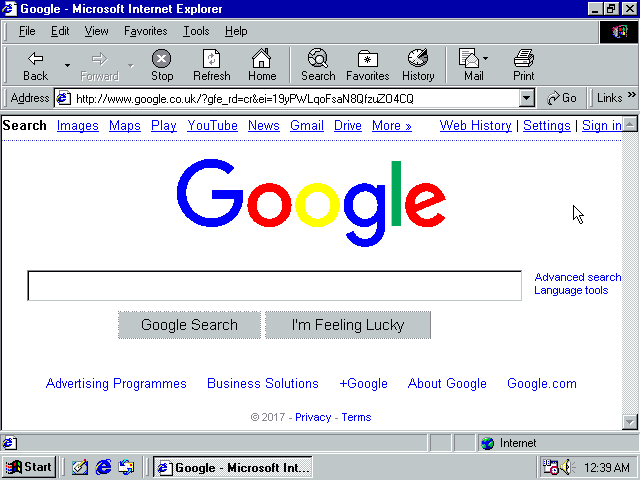 Google - Microsoft Internet Explorer
File Edit View Favorites Tools Help
Back Forward Stop Refresh Home Search Favorites History Mail Print
Address http://www.google.co.uk/?gfe_rd=cr&ei=19yPWLqoFsaN8QfzuZO4CQ Go Links »
Search Images Maps Play YouTube News Gmail Drive More » Web History | Settings | Sign in
Google
Advanced search
Language tools
Google Search I'm Feeling Lucky
Advertising Programmes Business Solutions +Google About Google Google.com
© 2017 - Privacy - Terms
Internet
Start Google - Microsoft Int... 12:39 AM